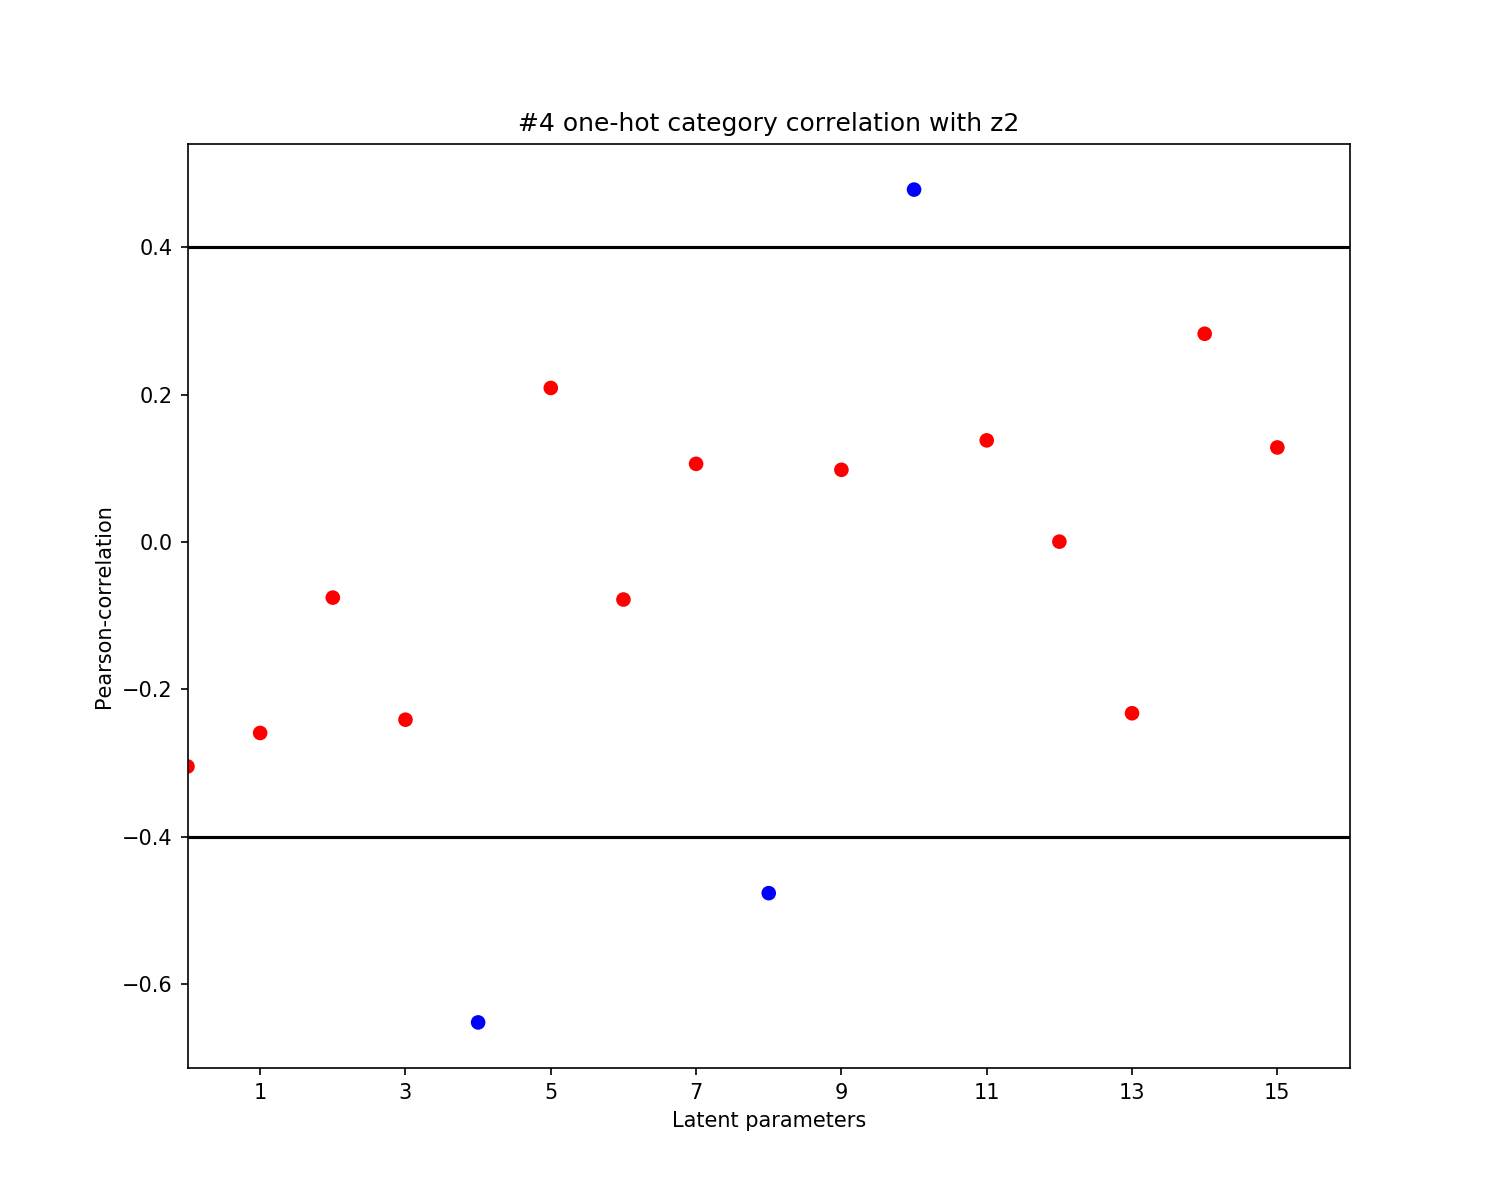 #4 one-hot category correlation with z2
0.4
0.2
0.0
−0.2
−0.4
−0.6
Pearson-correlation
1 3 5 7 9 11 13 15
Latent parameters